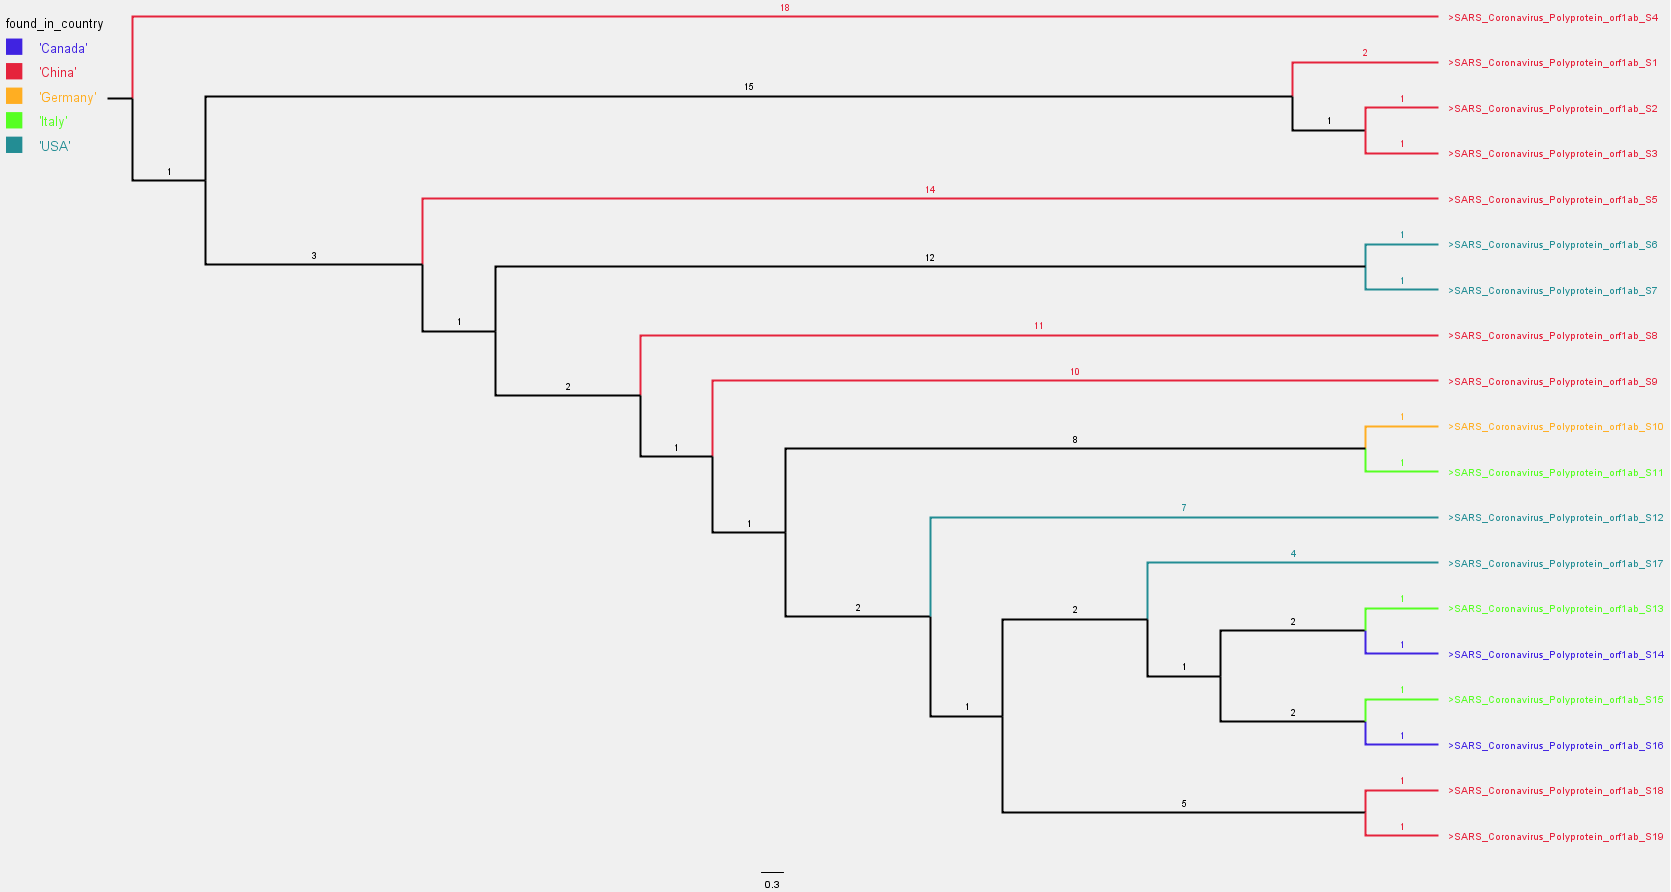 found_in_country
'Canada'
'China'
'Germany'
'Italy'
'USA'
18
>SARS_Coronavirus_Polyprotein_orf1ab_S4
2
>SARS_Coronavirus_Polyprotein_orf1ab_S1
15
1
>SARS_Coronavirus_Polyprotein_orf1ab_S2
1
1
>SARS_Coronavirus_Polyprotein_orf1ab_S3
1
14
>SARS_Coronavirus_Polyprotein_orf1ab_S5
3
1
>SARS_Coronavirus_Polyprotein_orf1ab_S6
12
1
>SARS_Coronavirus_Polyprotein_orf1ab_S7
1
11
>SARS_Coronavirus_Polyprotein_orf1ab_S8
2
10
>SARS_Coronavirus_Polyprotein_orf1ab_S9
1
1
>SARS_Coronavirus_Polyprotein_orf1ab_S10
8
1
>SARS_Coronavirus_Polyprotein_orf1ab_S11
1
7
>SARS_Coronavirus_Polyprotein_orf1ab_S12
4
>SARS_Coronavirus_Polyprotein_orf1ab_S17
2
2
1
>SARS_Coronavirus_Polyprotein_orf1ab_S13
2
1
>SARS_Coronavirus_Polyprotein_orf1ab_S14
1
1
>SARS_Coronavirus_Polyprotein_orf1ab_S15
1
2
1
>SARS_Coronavirus_Polyprotein_orf1ab_S16
1
>SARS_Coronavirus_Polyprotein_orf1ab_S18
5
1
>SARS_Coronavirus_Polyprotein_orf1ab_S19
0.3